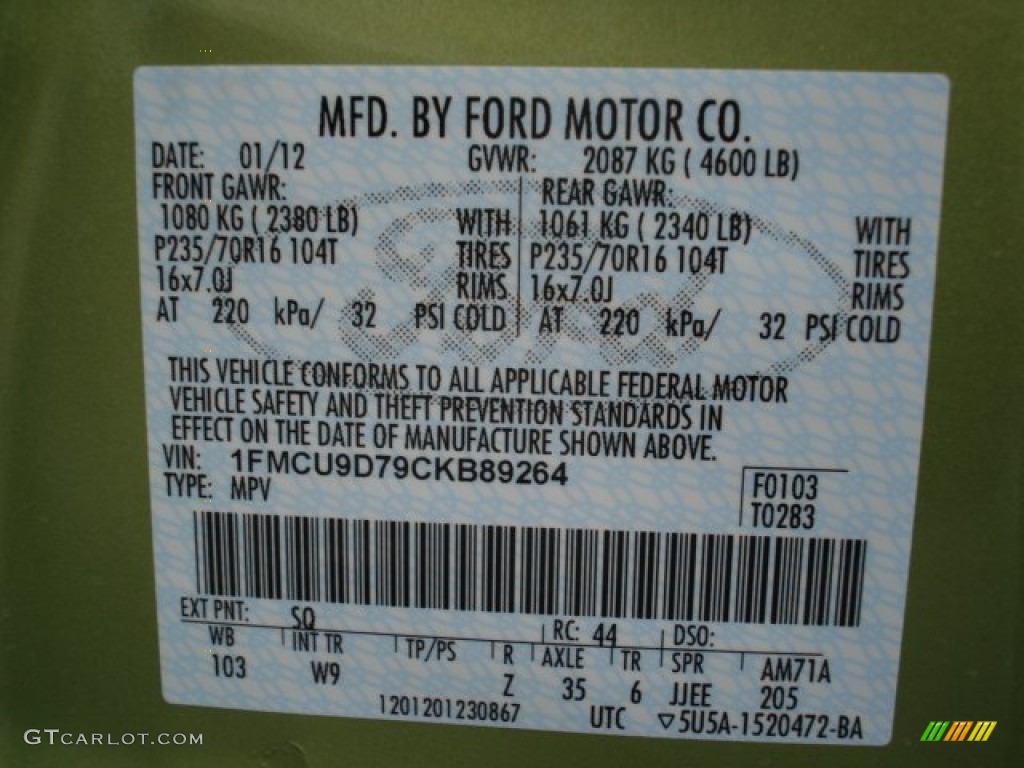 MFD. BY FORD MOTOR CO.
DATE: 01/12 GVWR: 2087 KG ( 4600 LB)
FRONT GAWR: REAR GAWR:
1080 KG ( 2380 LB) WITH 1061 KG ( 2340 LB) WITH
P235/70R16 104T TIRES P235/70R16 104T TIRES
16x7.0J RIMS 16x7.0J RIMS
AT 220 kPa/ 32 PSI COLD AT 220 kPa/ 32 PSI COLD
Ford
THIS VEHICLE CONFORMS TO ALL APPLICABLE FEDERAL MOTOR
VEHICLE SAFETY AND THEFT PREVENTION STANDARDS IN
EFFECT ON THE DATE OF MANUFACTURE SHOWN ABOVE.
VIN: 1FMCU9D79CKB89264
TYPE: MPV
F0103
T0283
EXT PNT: SQ RC: 44 DSO:
WB INT TR TP/PS R AXLE TR SPR AM71A
103 W9 Z 35 6 JJEE 205
1201201230867 UTC ▽5U5A-1520472-BA
GTCARLOT.COM